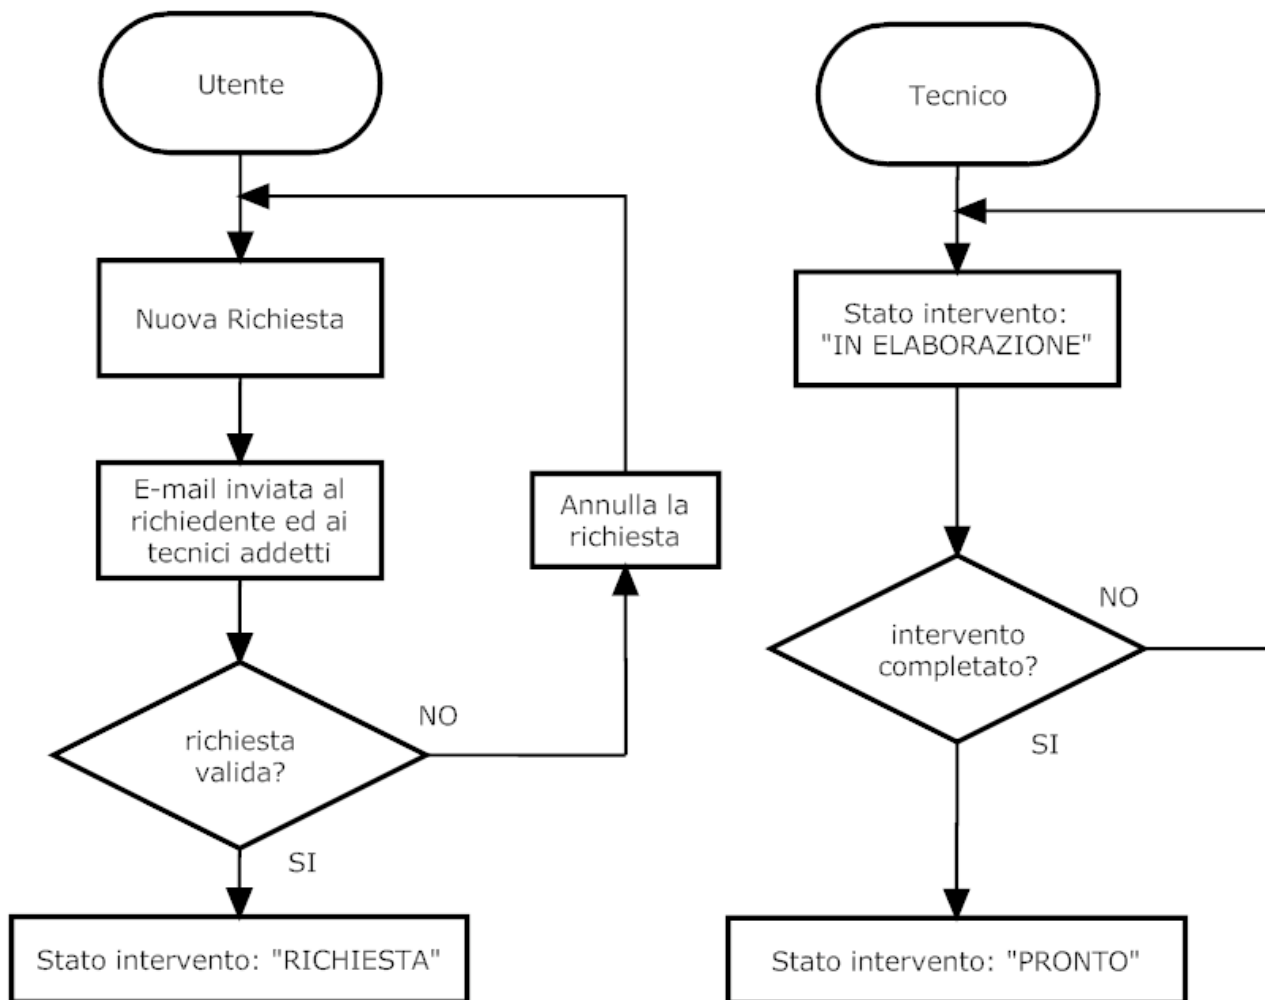 Utente
Nuova Richiesta
E-mail inviata al
richiedente ed ai
tecnici addetti
Annulla la
richiesta
richiesta
valida?
NO
SI
Stato intervento: "RICHIESTA"
Tecnico
Stato intervento:
"IN ELABORAZIONE"
intervento
completato?
NO
SI
Stato intervento: "PRONTO"